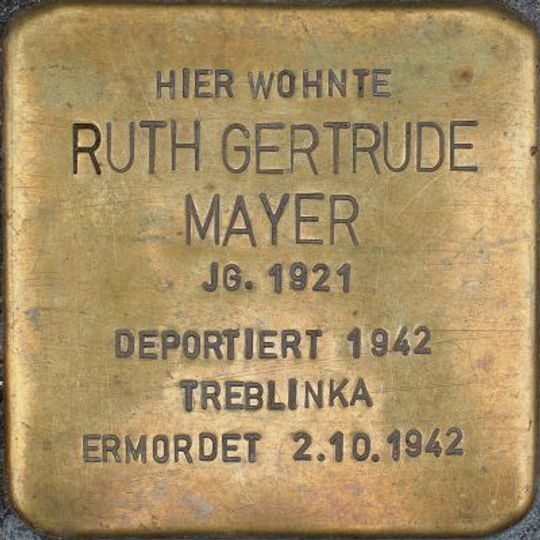 HIER WOHNTE
RUTH GERTRUDE
MAYER
JG. 1921
DEPORTIERT 1942
TREBLINKA
ERMORDET 2.10.1942